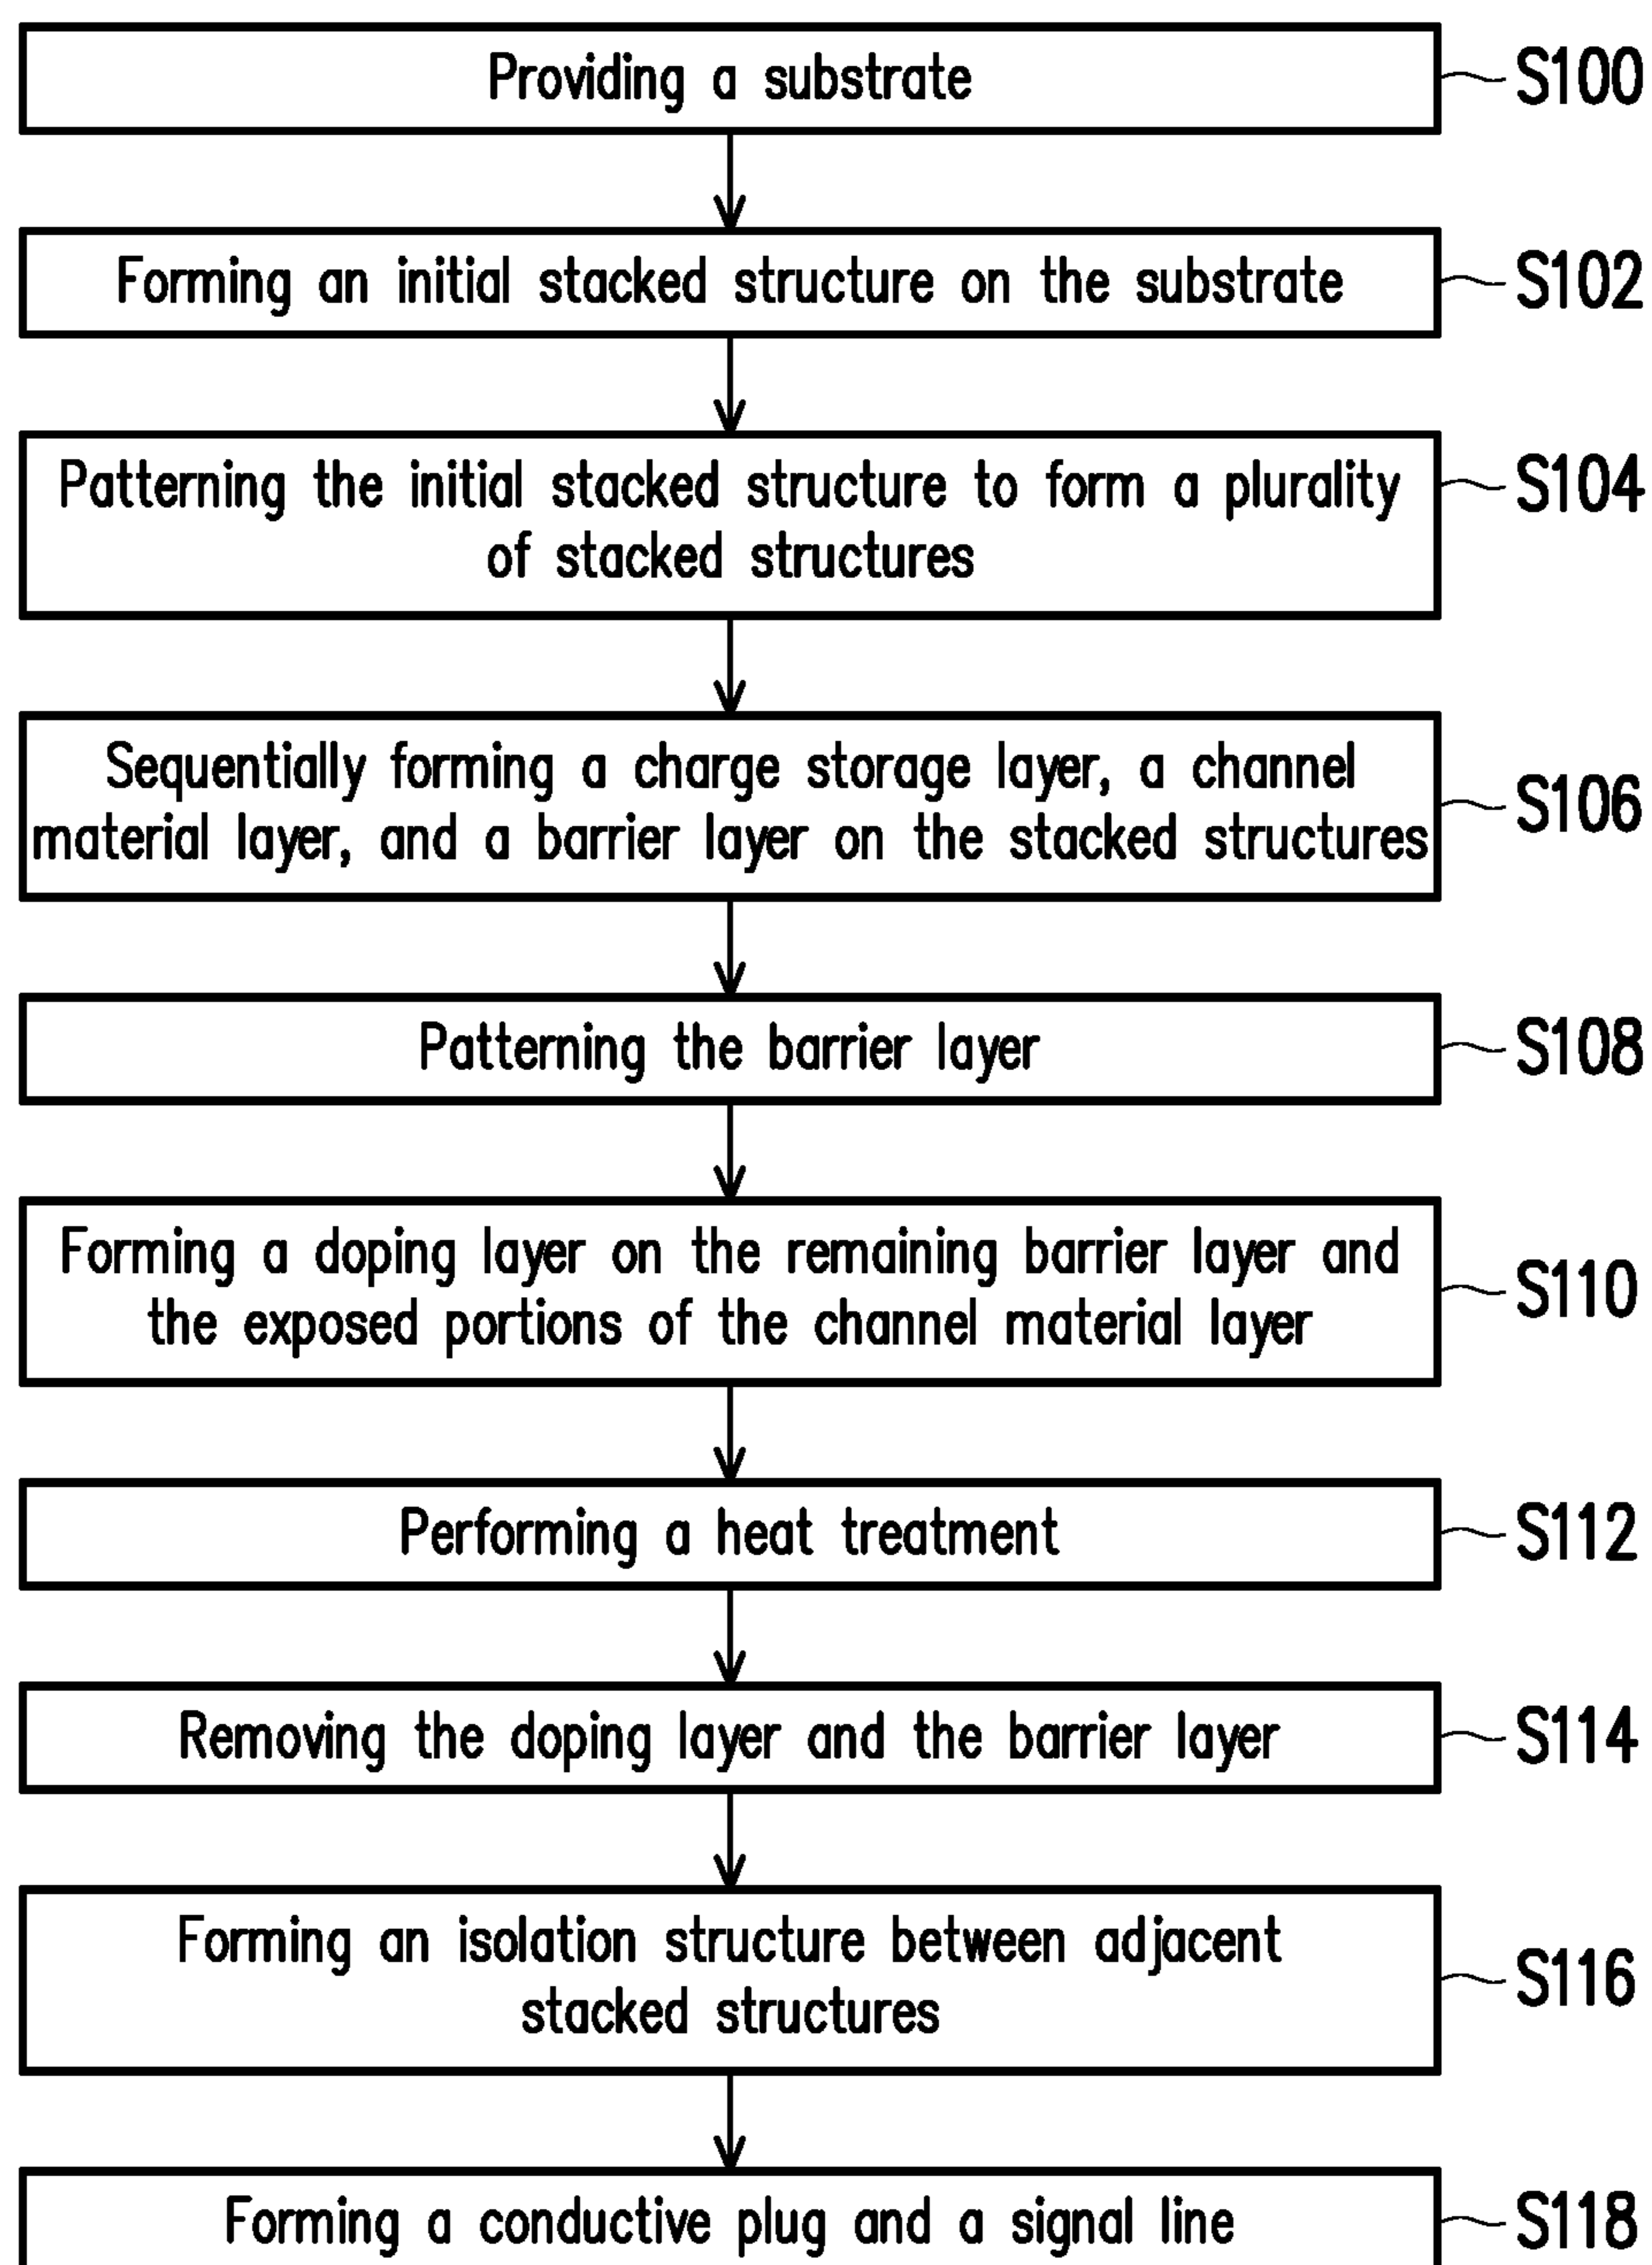 Providing a substrate
S100
Forming an initial stacked structure on the substrate
S102
Patterning the initial stacked structure to form a plurality
of stacked structures
S104
Sequentially forming a charge storage layer, a channel
material layer, and a barrier layer on the stacked structures
S106
Patterning the barrier layer
S108
Forming a doping layer on the remaining barrier layer and
the exposed portions of the channel material layer
S110
Performing a heat treatment
S112
Removing the doping layer and the barrier layer
S114
Forming an isolation structure between adjacent
stacked structures
S116
Forming a conductive plug and a signal line
S118